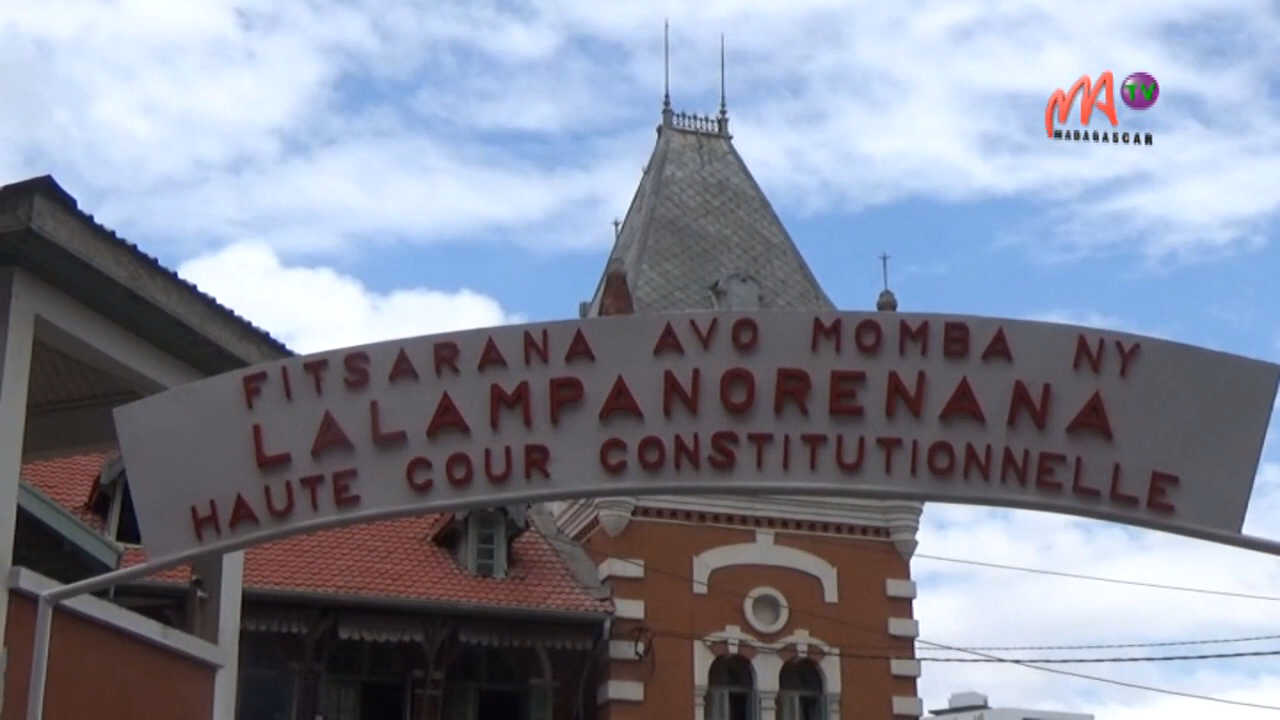 MA TV
MADAGASCAR
FITSARANA AVO MOMBA NY
LALAMPANORENANA
HAUTE COUR CONSTITUTIONNELLE